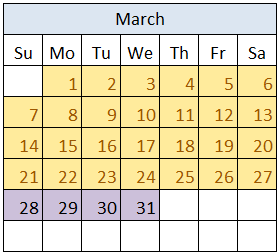 March
Su Mo Tu We Th Fr Sa
1 2 3 4 5 6
7 8 9 10 11 12 13
14 15 16 17 18 19 20
21 22 23 24 25 26 27
28 29 30 31